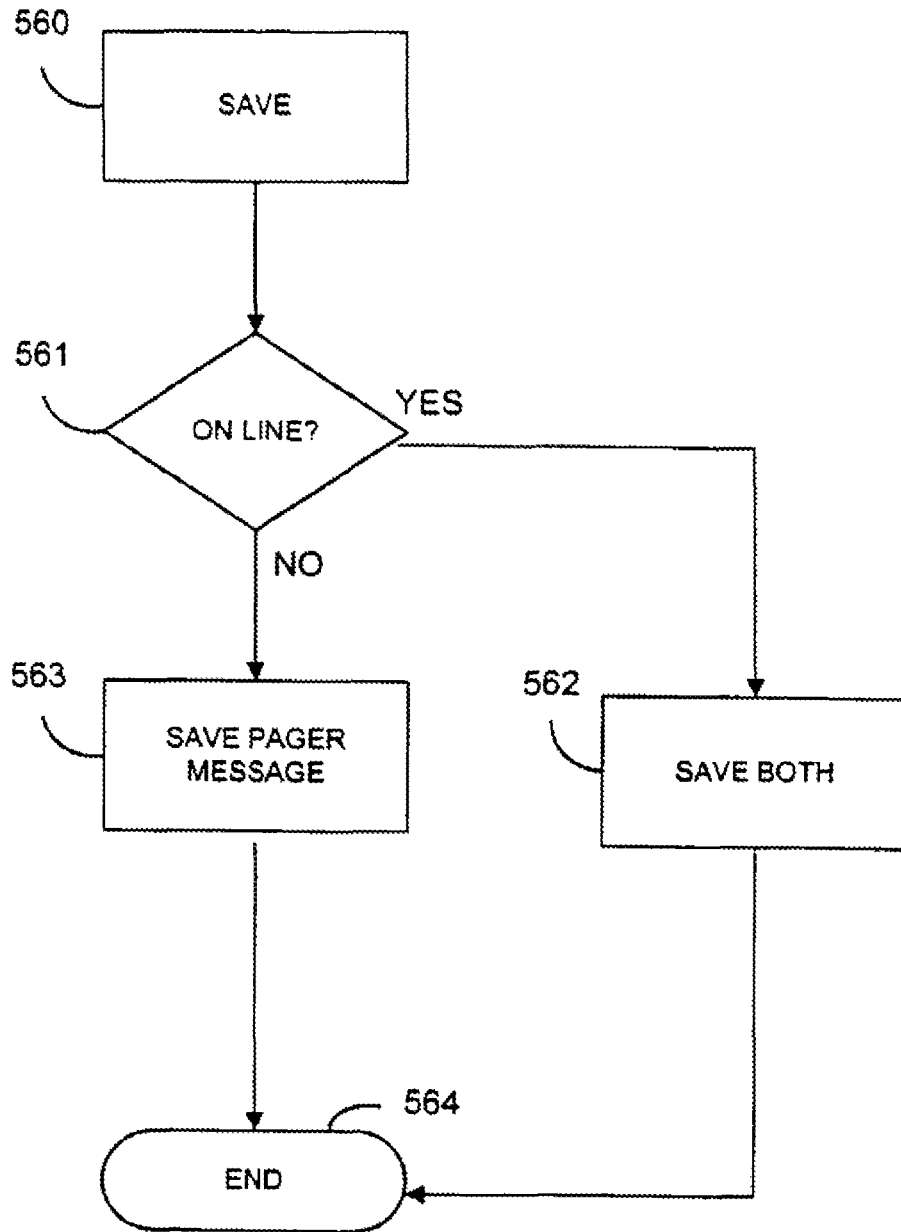 560
SAVE
561
ON LINE?
YES
NO
563
SAVE PAGER
MESSAGE
562
SAVE BOTH
564
END